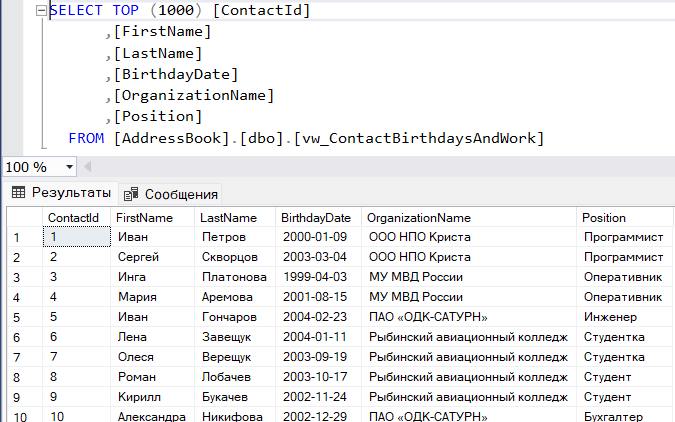 SELECT TOP (1000) [ContactId]
,[FirstName]
,[LastName]
,[BirthdayDate]
,[OrganizationName]
,[Position]
FROM [AddressBook].[dbo].[vw_ContactBirthdaysAndWork]
100 %
Результаты Сообщения
ContactId FirstName LastName BirthdayDate OrganizationName Position
1 1 Иван Петров 2000-01-09 ООО НПО Криста Программист
2 2 Сергей Скворцов 2003-03-04 ООО НПО Криста Программист
3 3 Инга Платонова 1999-04-03 МУ МВД России Оперативник
4 4 Мария Аремова 2001-08-15 МУ МВД России Оперативник
5 5 Иван Гончаров 2004-02-23 ПАО «ОДК-САТУРН» Инженер
6 6 Лена Завещук 2004-01-11 Рыбинский авиационный колледж Студентка
7 7 Олеся Верещук 2003-09-19 Рыбинский авиационный колледж Студентка
8 8 Роман Лобачев 2003-10-17 Рыбинский авиационный колледж Студент
9 9 Кирилл Букачев 2002-11-24 Рыбинский авиационный колледж Студент
10 10 Александра Никифова 2002-12-29 ПАО «ОДК-САТУРН» Бухгалтер